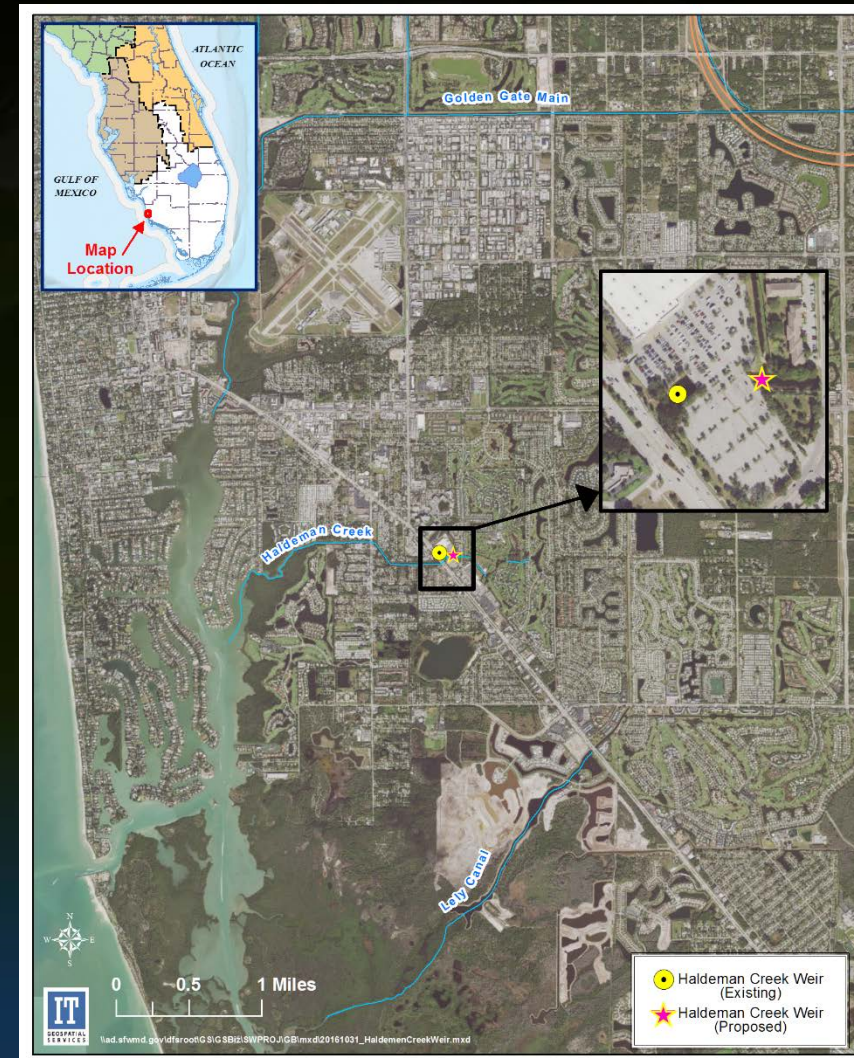 ATLANTIC
OCEAN
GULF OF
MEXICO
Map
Location
Golden Gate Main
Haldeman Creek
Lely Canal
N
W
E
S
0 0.5 1 Miles
IT
GEOSPATIAL
SERVICES
\\ad.sfwmd.gov\dfsroot\GS\GSBiz\SWPROJ\GB\mxd\20161031_HaldemenCreekWeir.mxd
Haldeman Creek Weir
(Existing)
Haldeman Creek Weir
(Proposed)